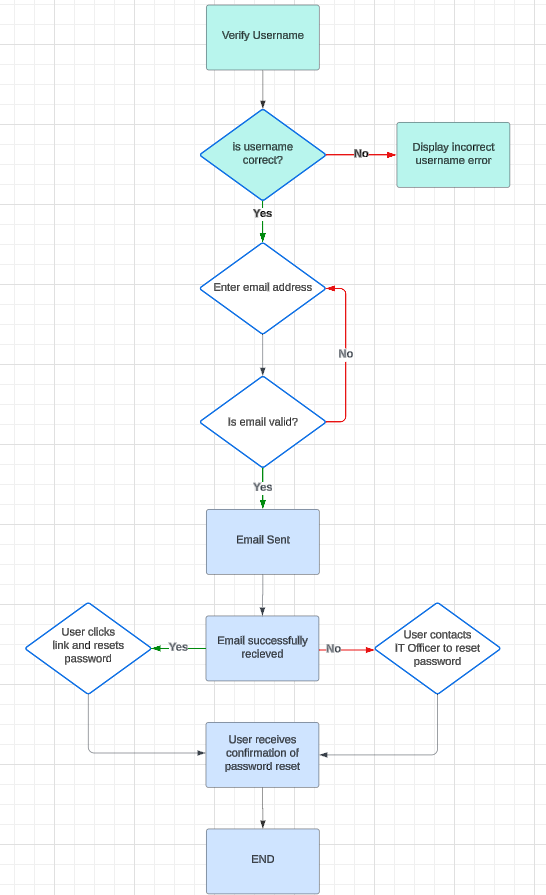 Verify Username
is username
correct?
No
Display incorrect
username error
Yes
Enter email address
No
Is email valid?
Yes
Email Sent
User clicks
link and resets
password
Yes
Email successfully
recieved
No
User contacts
IT Officer to reset
password
User receives
confirmation of
password reset
END